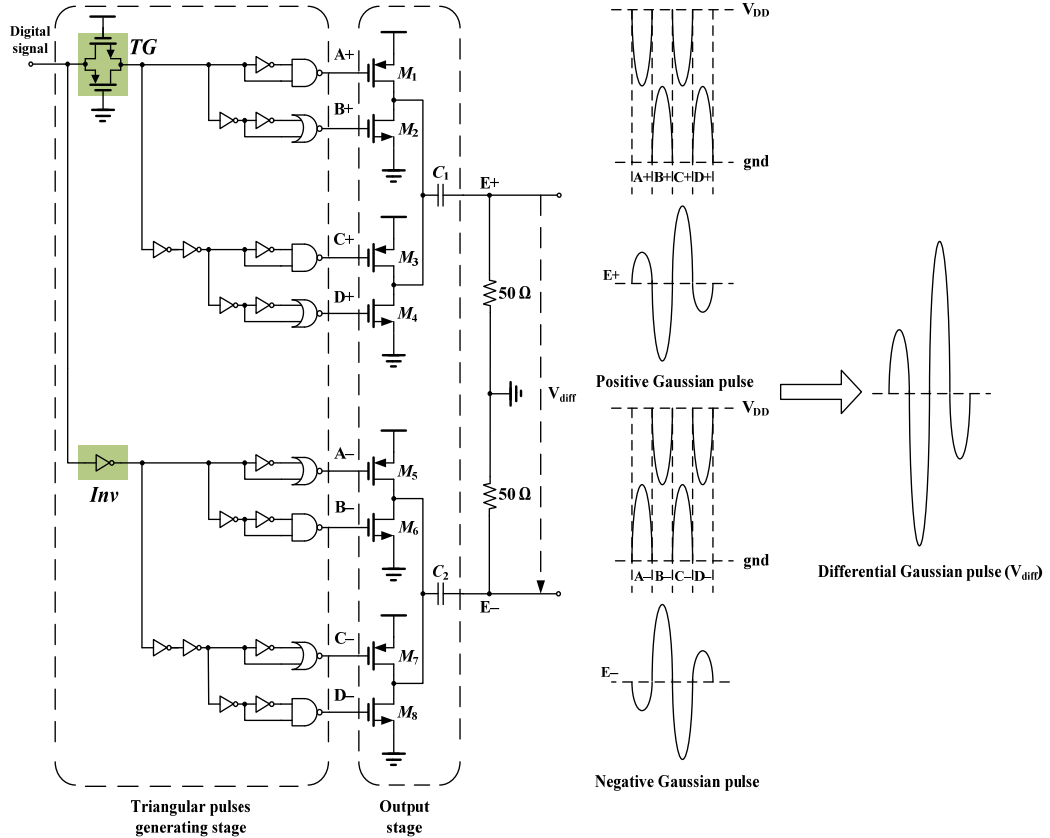 Digital
signal
TG
A+
M1
B+
M2
C+
M3
D+
M4
C1
E+
50 Ω
Vdiff
50 Ω
Inv
A–
M5
B–
M6
C–
M7
D–
M8
C2
E–
Triangular pulses
generating stage
Output
stage
VDD
gnd
A+ B+ C+ D+
E+
Positive Gaussian pulse
VDD
gnd
A– B– C– D–
E–
Negative Gaussian pulse
Differential Gaussian pulse (Vdiff)